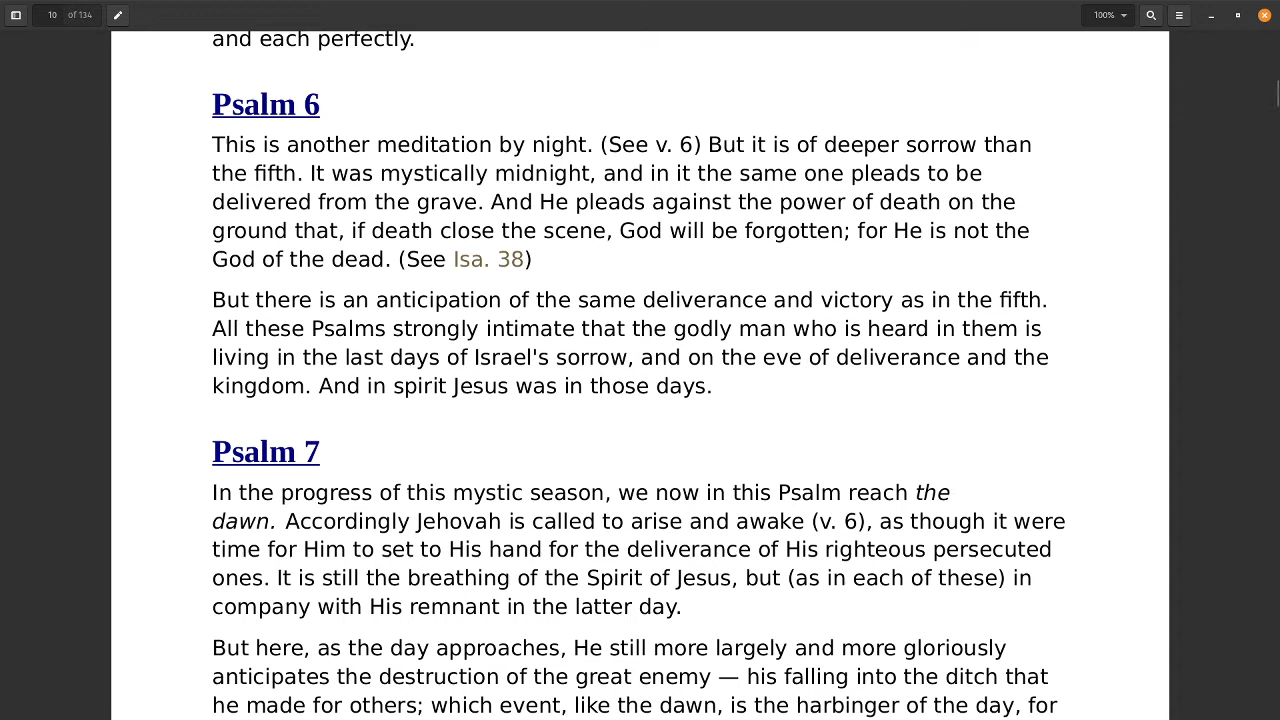 10 of 134
100%
and each perfectly.
Psalm 6
This is another meditation by night. (See v. 6) But it is of deeper sorrow than
the fifth. It was mystically midnight, and in it the same one pleads to be
delivered from the grave. And He pleads against the power of death on the
ground that, if death close the scene, God will be forgotten; for He is not the
God of the dead. (See Isa. 38)
But there is an anticipation of the same deliverance and victory as in the fifth.
All these Psalms strongly intimate that the godly man who is heard in them is
living in the last days of Israel's sorrow, and on the eve of deliverance and the
kingdom. And in spirit Jesus was in those days.
Psalm 7
In the progress of this mystic season, we now in this Psalm reach the
dawn. Accordingly Jehovah is called to arise and awake (v. 6), as though it were
time for Him to set to His hand for the deliverance of His righteous persecuted
ones. It is still the breathing of the Spirit of Jesus, but (as in each of these) in
company with His remnant in the latter day.
But here, as the day approaches, He still more largely and more gloriously
anticipates the destruction of the great enemy — his falling into the ditch that
he made for others; which event, like the dawn, is the harbinger of the day, for